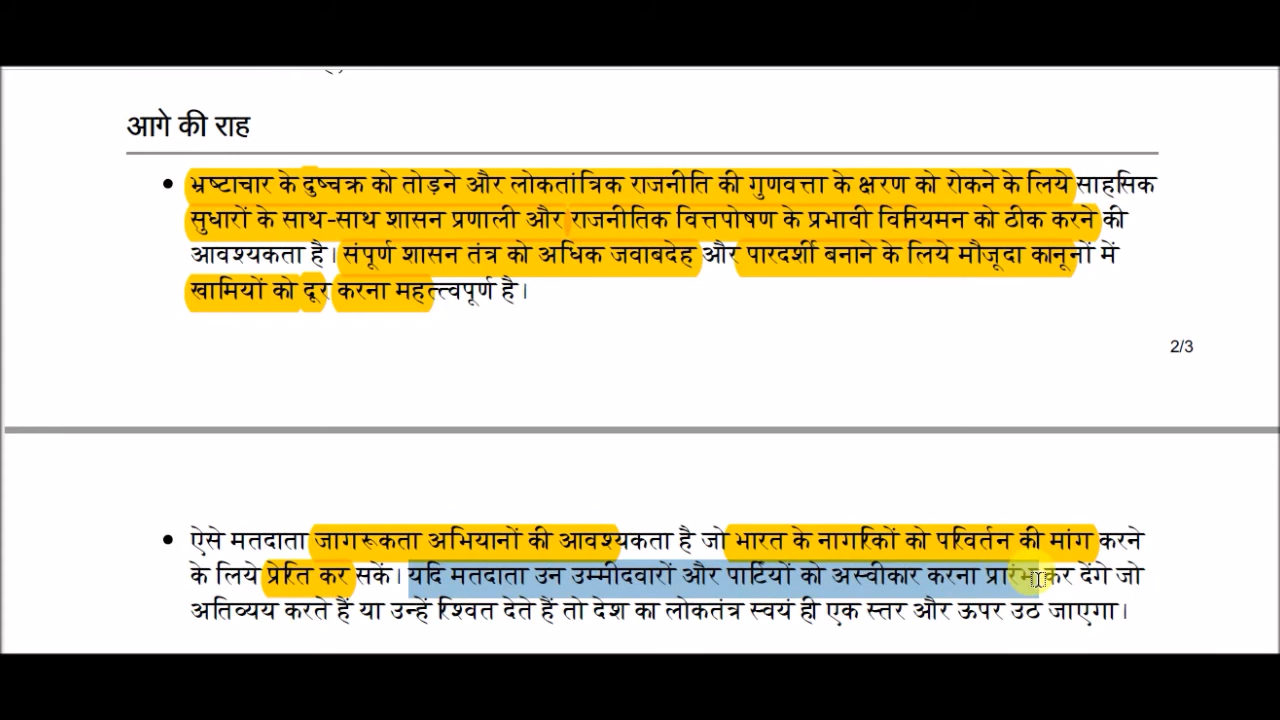 आगे की राह
• भ्रष्टाचार के दुष्चक्र को तोड़ने और लोकतांत्रिक राजनीति की गुणवत्ता के क्षरण को रोकने के लिये साहसिक
सुधारों के साथ-साथ शासन प्रणाली और राजनीतिक वित्तपोषण के प्रभावी विनियमन को ठीक करने की
आवश्यकता है। संपूर्ण शासन तंत्र को अधिक जवाबदेह और पारदर्शी बनाने के लिये मौजूदा कानूनों में
खामियों को दूर करना महत्त्वपूर्ण है।
2/3
• ऐसे मतदाता जागरूकता अभियानों की आवश्यकता है जो भारत के नागरिकों को परिवर्तन की मांग करने
के लिये प्रेरित कर सकें। यदि मतदाता उन उम्मीदवारों और पार्टियों को अस्वीकार करना प्रारंभ कर देंगे जो
अतिव्यय करते हैं या उन्हें रिश्वत देते हैं तो देश का लोकतंत्र स्वयं ही एक स्तर और ऊपर उठ जाएगा।